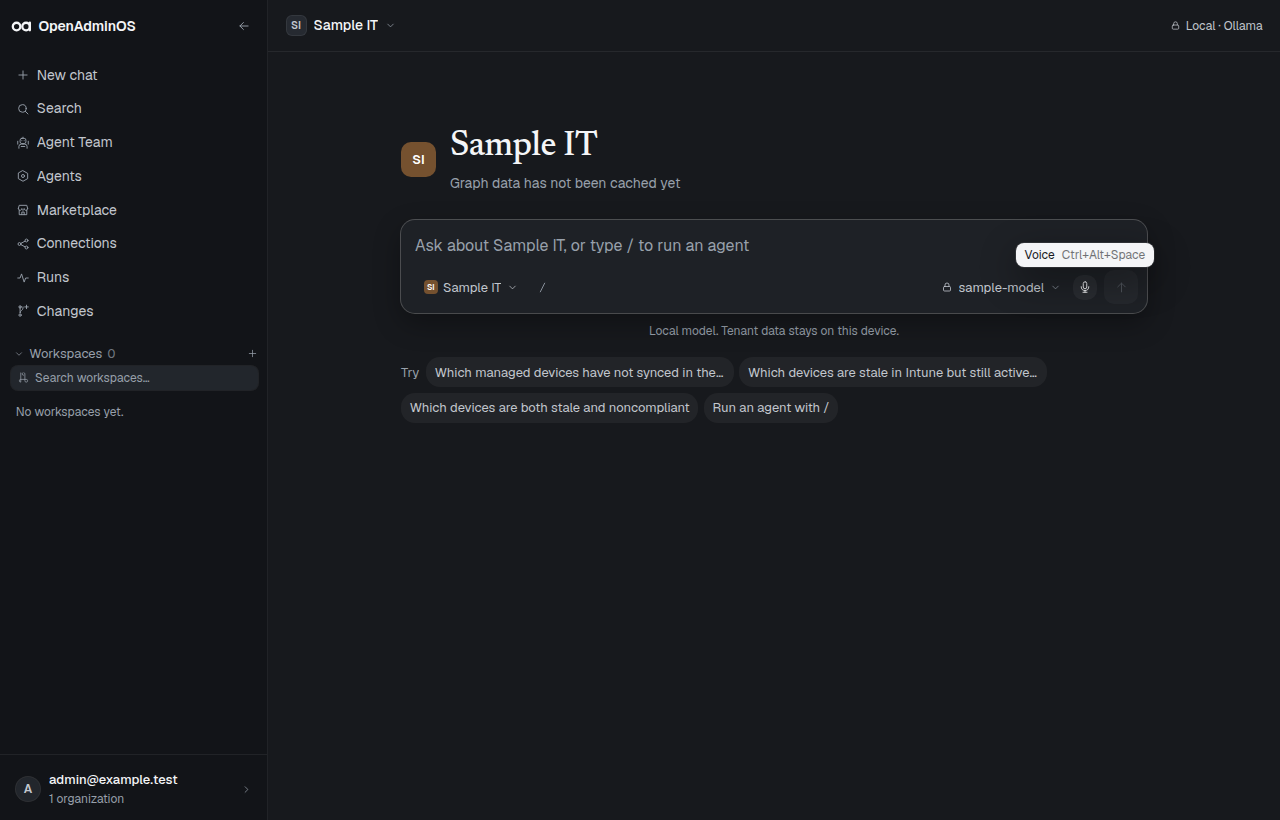 OpenAdminOS
New chat
Search
Agent Team
Agents
Marketplace
Connections
Runs
Changes
Workspaces 0
Search workspaces…
No workspaces yet.
A
admin@example.test
1 organization
SI Sample IT
Local · Ollama
SI
Sample IT
Graph data has not been cached yet
Ask about Sample IT, or type / to run an agent
Voice Ctrl+Alt+Space
SI Sample IT /
sample-model
Local model. Tenant data stays on this device.
Try Which managed devices have not synced in the… Which devices are stale in Intune but still active…
Which devices are both stale and noncompliant Run an agent with /